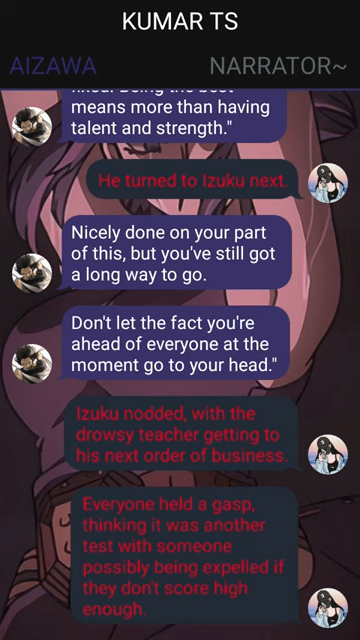 KUMAR TS
AIZAWA
NARRATOR~
fixed. Being the best
means more than having
talent and strength."
He turned to Izuku next.
Nicely done on your part
of this, but you've still got
a long way to go.
Don't let the fact you're
ahead of everyone at the
moment go to your head."
Izuku nodded, with the
drowsy teacher getting to
his next order of business.
Everyone held a gasp,
thinking it was another
test with someone
possibly being expelled if
they don't score high
enough.